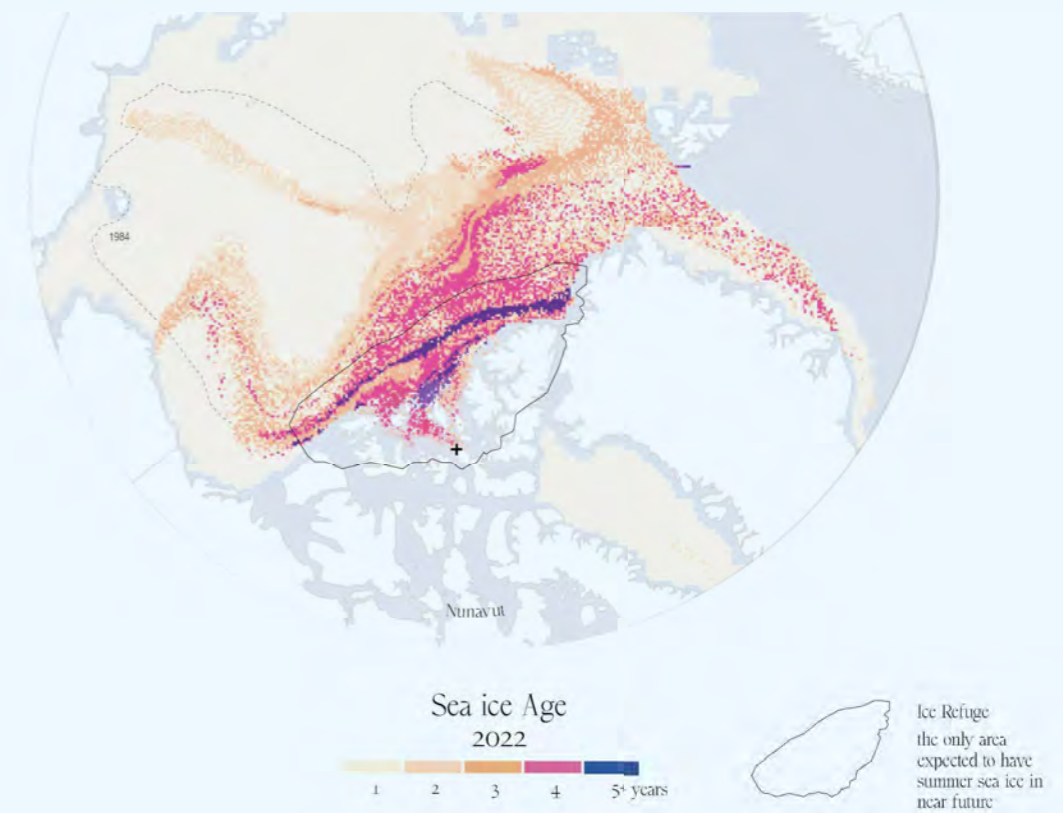 1984
Nunavut
Sea ice Age
2022
1 2 3 4 5+ years
Ice Refuge
the only area
expected to have
summer sea ice in
near future